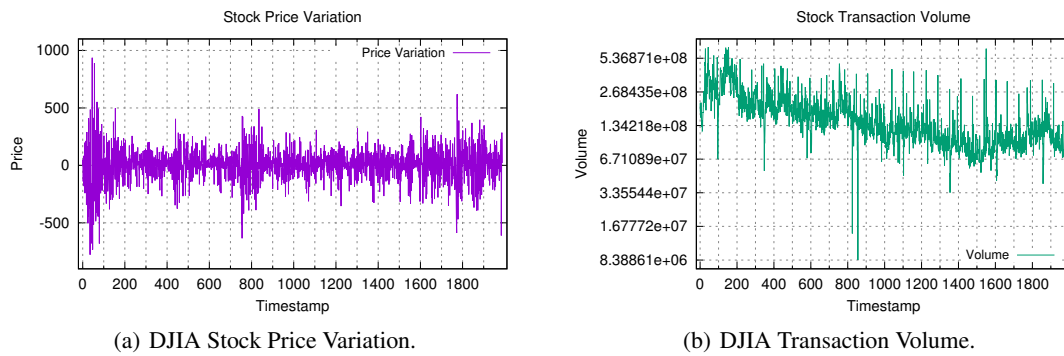 Stock Price Variation
Price Variation
1000
500
0
-500
Price
0 200 400 600 800 1000 1200 1400 1600 1800
Timestamp
(a) DJIA Stock Price Variation.
Stock Transaction Volume
5.36871e+08
2.68435e+08
1.34218e+08
6.71089e+07
3.35544e+07
1.67772e+07
8.38861e+06
Volume
Volume
0 200 400 600 800 1000 1200 1400 1600 1800
Timestamp
(b) DJIA Transaction Volume.